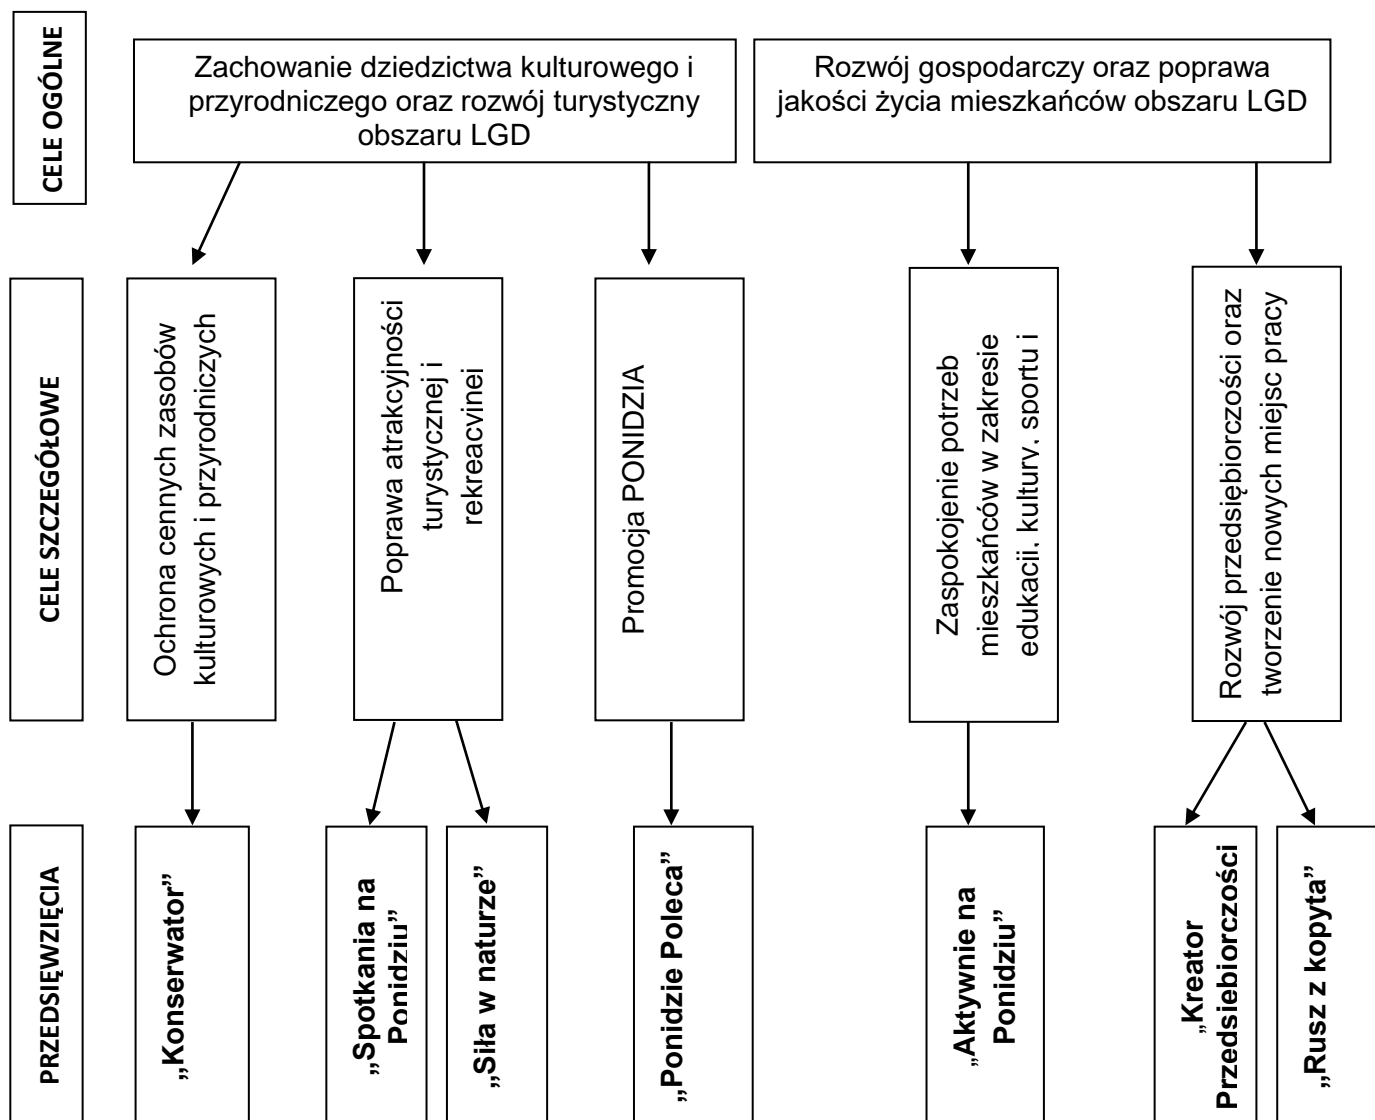 CELE OGÓLNE
Zachowanie dziedzictwa kulturowego i
przyrodniczego oraz rozwój turystyczny
obszaru LGD
Rozwój gospodarczy oraz poprawa
jakości życia mieszkańców obszaru LGD
CELE SZCZEGÓŁOWE
Ochrona cennych zasobów
kulturowych i przyrodniczych
Poprawa atrakcyjności
turystycznej i
rekreacyjnej
Promocja PONIDZIA
Zaspokojenie potrzeb
mieszkańców w zakresie
edukacji, kultury, sportu i
Rozwój przedsiębiorczości oraz
tworzenie nowych miejsc pracy
PRZEDSIĘWZIĘCIA
„Konserwator”
„Spotkania na
Ponidziu”
„Siła w naturze”
„Ponidzie Poleca”
„Aktywnie na
Ponidziu”
„Kreator
Przedsiebiorczości
„Rusz z kopyta”